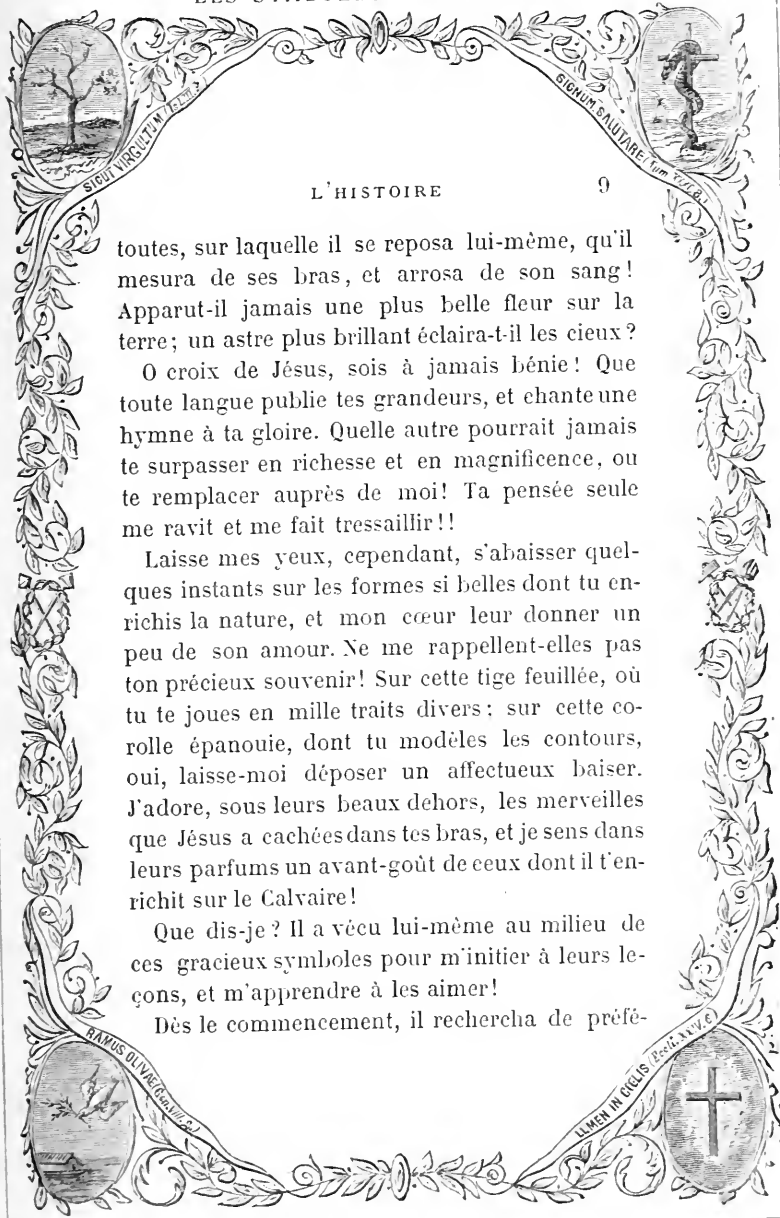 L'HISTOIRE 9
SICUT VIRGULTUM
SIGNUM SALUTARE
toutes, sur laquelle il se reposa lui-même, qu'il
mesura de ses bras, et arrosa de son sang!
Apparut-il jamais une plus belle fleur sur la
terre; un astre plus brillant éclaira-t-il les cieux?
O croix de Jésus, sois à jamais bénie! Que
toute langue publie tes grandeurs, et chante une
hymne à ta gloire. Quelle autre pourrait jamais
te surpasser en richesse et en magnificence, ou
te remplacer auprès de moi! Ta pensée seule
me ravit et me fait tressaillir!!
Laisse mes yeux, cependant, s'abaisser quel-
ques instants sur les formes si belles dont tu en-
richis la nature, et mon cœur leur donner un
peu de son amour. Ne me rappellent-elles pas
ton précieux souvenir! Sur cette tige feuillée, où
tu te joues en mille traits divers; sur cette co-
rolle épanouie, dont tu modèles les contours,
oui, laisse-moi déposer un affectueux baiser.
J'adore, sous leurs beaux dehors, les merveilles
que Jésus a cachées dans tes bras, et je sens dans
leurs parfums un avant-goût de ceux dont il t'en-
richit sur le Calvaire!
Que dis-je? Il a vécu lui-même au milieu de
ces gracieux symboles pour m'initier à leurs le-
çons, et m'apprendre à les aimer!
Dès le commencement, il rechercha de préfé-
RAMUS OLIVAE (Gen. VIII.
LLMEN IN CŒLIS (Eccli. XXIV. 6)